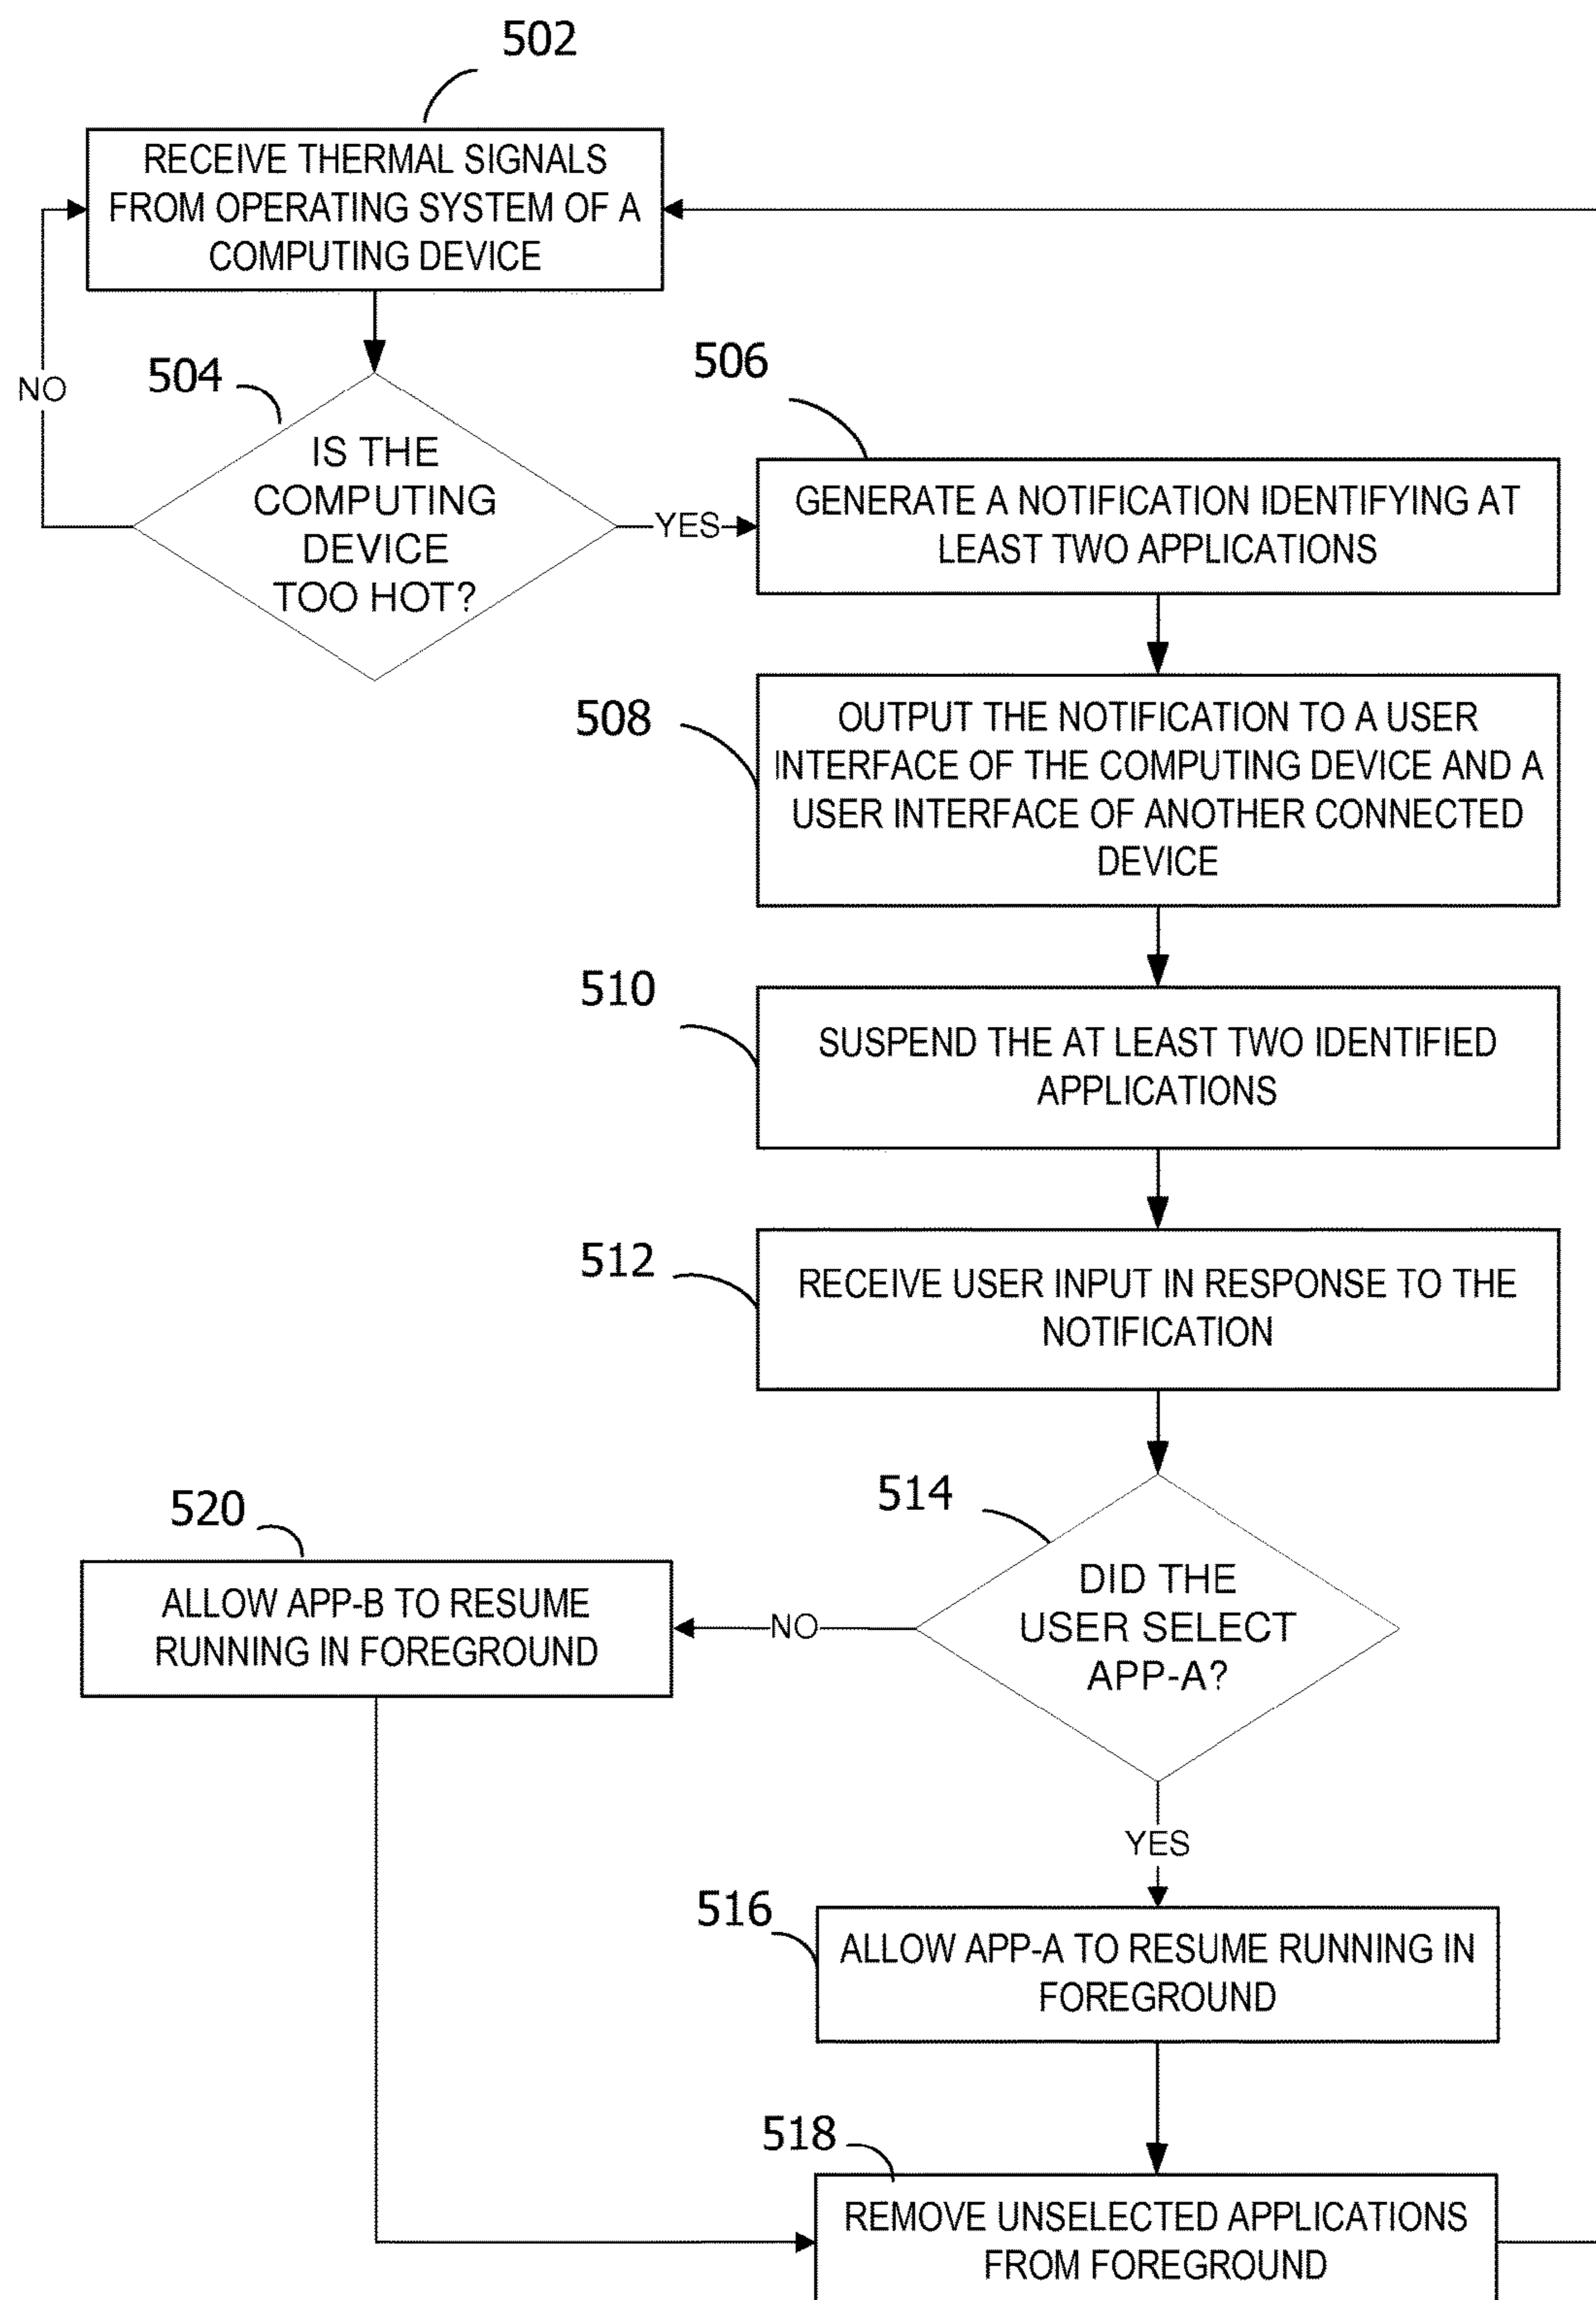 502
RECEIVE THERMAL SIGNALS
FROM OPERATING SYSTEM OF A
COMPUTING DEVICE
NO
504
IS THE
COMPUTING
DEVICE
TOO HOT?
YES
506
GENERATE A NOTIFICATION IDENTIFYING AT
LEAST TWO APPLICATIONS
508
OUTPUT THE NOTIFICATION TO A USER
INTERFACE OF THE COMPUTING DEVICE AND A
USER INTERFACE OF ANOTHER CONNECTED
DEVICE
510
SUSPEND THE AT LEAST TWO IDENTIFIED
APPLICATIONS
512
RECEIVE USER INPUT IN RESPONSE TO THE
NOTIFICATION
514
DID THE
USER SELECT
APP-A?
NO
520
ALLOW APP-B TO RESUME
RUNNING IN FOREGROUND
YES
516
ALLOW APP-A TO RESUME RUNNING IN
FOREGROUND
518
REMOVE UNSELECTED APPLICATIONS
FROM FOREGROUND